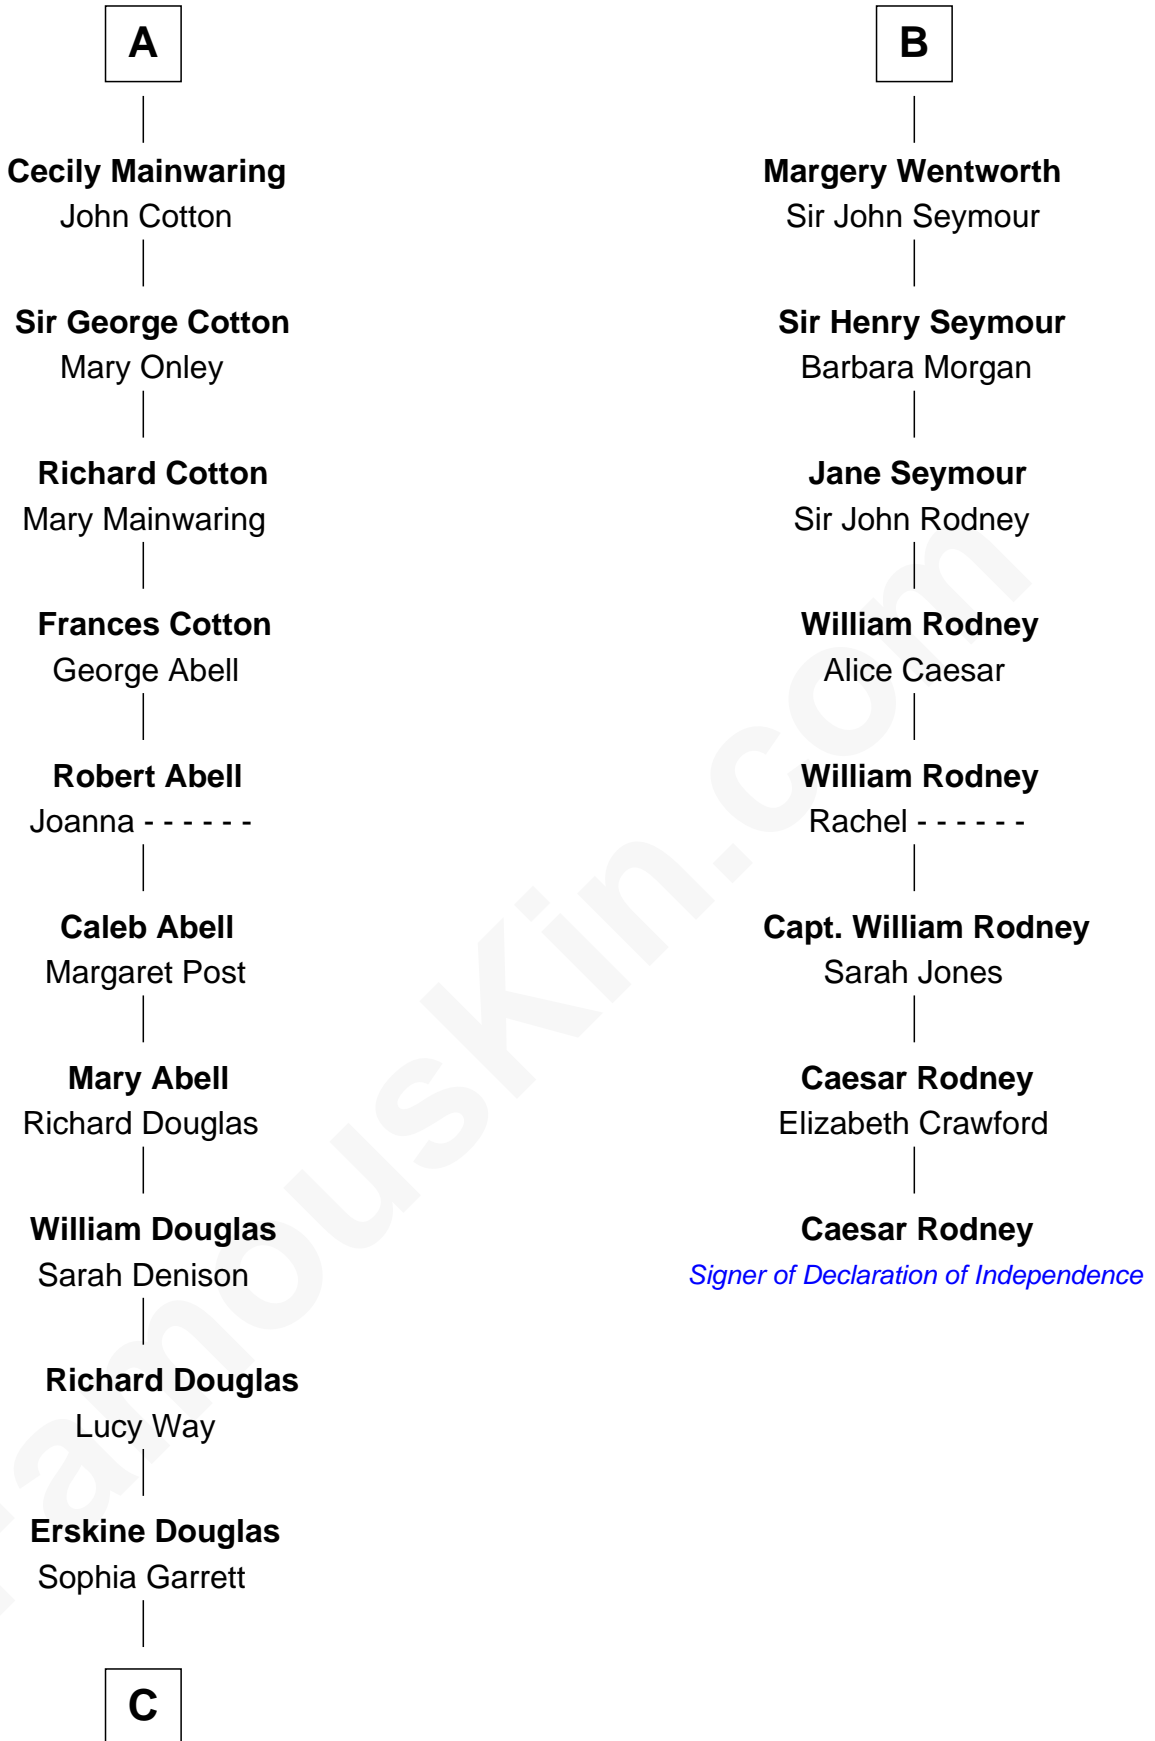 A
Cecily Mainwaring
John Cotton
Sir George Cotton
Mary Onley
Richard Cotton
Mary Mainwaring
Frances Cotton
George Abell
Robert Abell
Joanna - - - - - -
Caleb Abell
Margaret Post
Mary Abell
Richard Douglas
William Douglas
Sarah Denison
Richard Douglas
Lucy Way
Erskine Douglas
Sophia Garrett
C
B
Margery Wentworth
Sir John Seymour
Sir Henry Seymour
Barbara Morgan
Jane Seymour
Sir John Rodney
William Rodney
Alice Caesar
William Rodney
Rachel - - - - - -
Capt. William Rodney
Sarah Jones
Caesar Rodney
Elizabeth Crawford
Caesar Rodney
Signer of Declaration of Independence
FamousKin.com